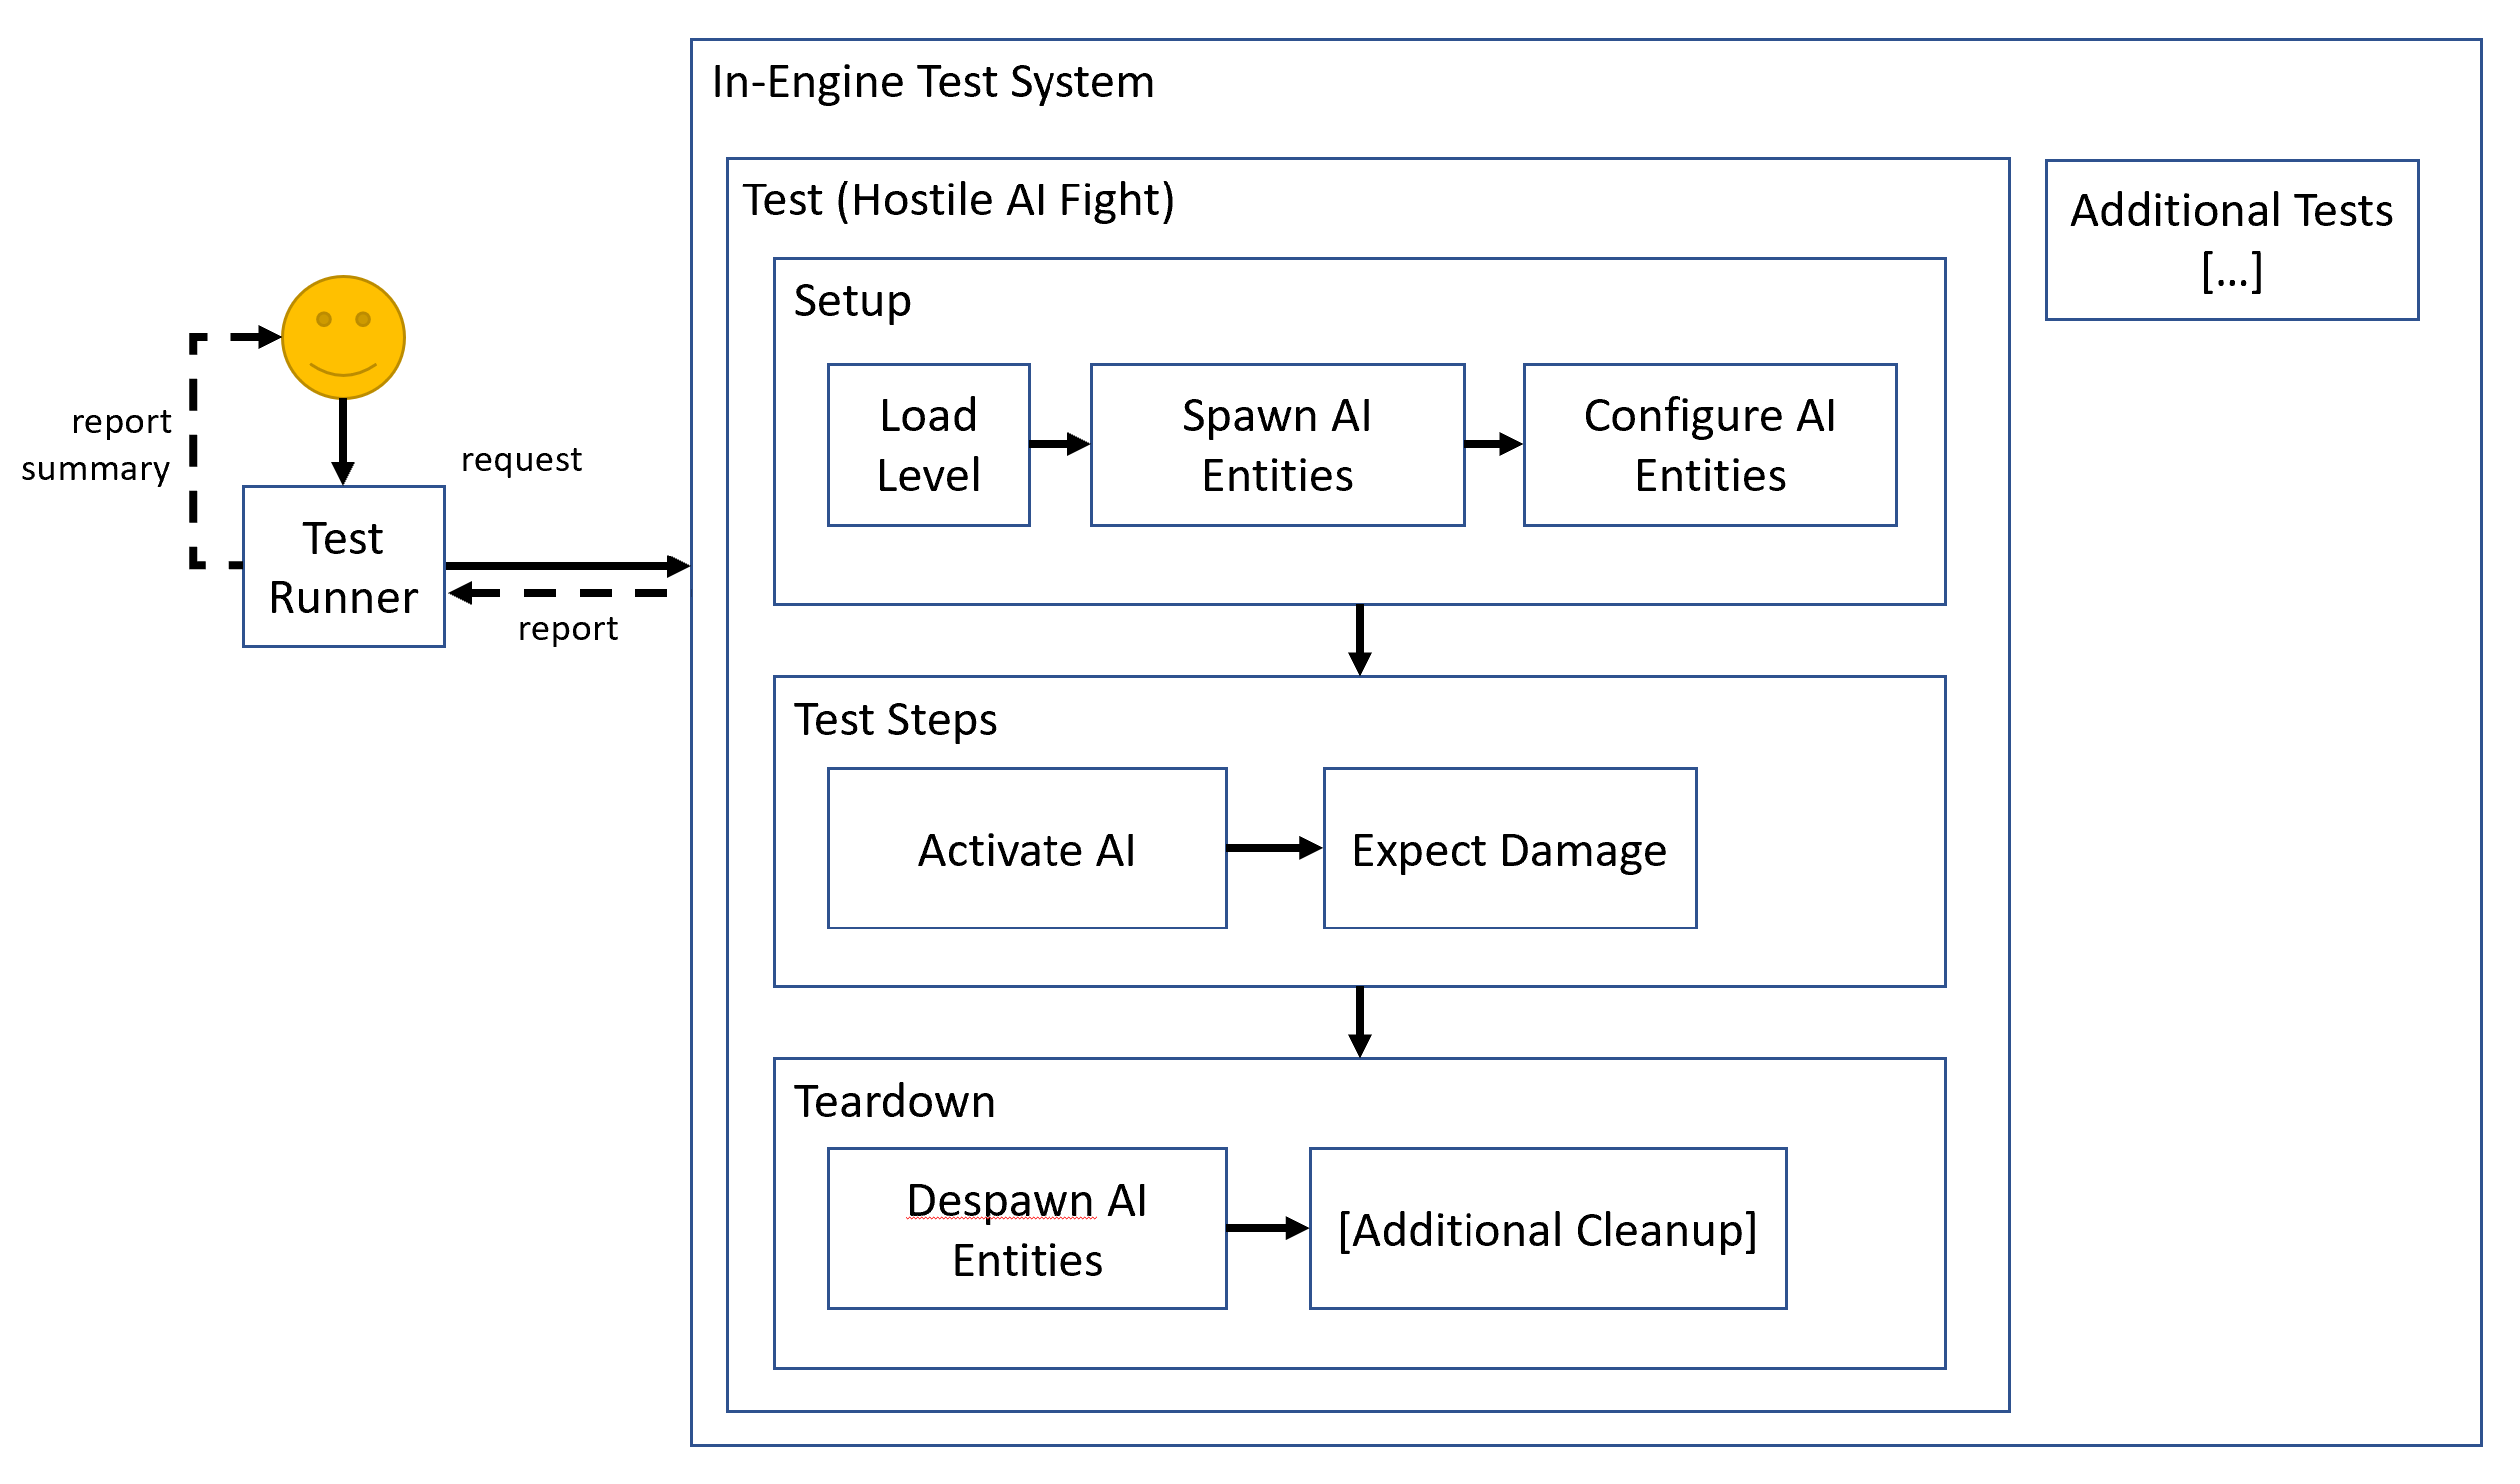 In-Engine Test System
Test (Hostile AI Fight)
Additional Tests
[...]
Setup
Load
Level
Spawn AI
Entities
Configure AI
Entities
report
summary
request
Test
Runner
report
Test Steps
Activate AI
Expect Damage
Teardown
Despawn AI
Entities
[Additional Cleanup]